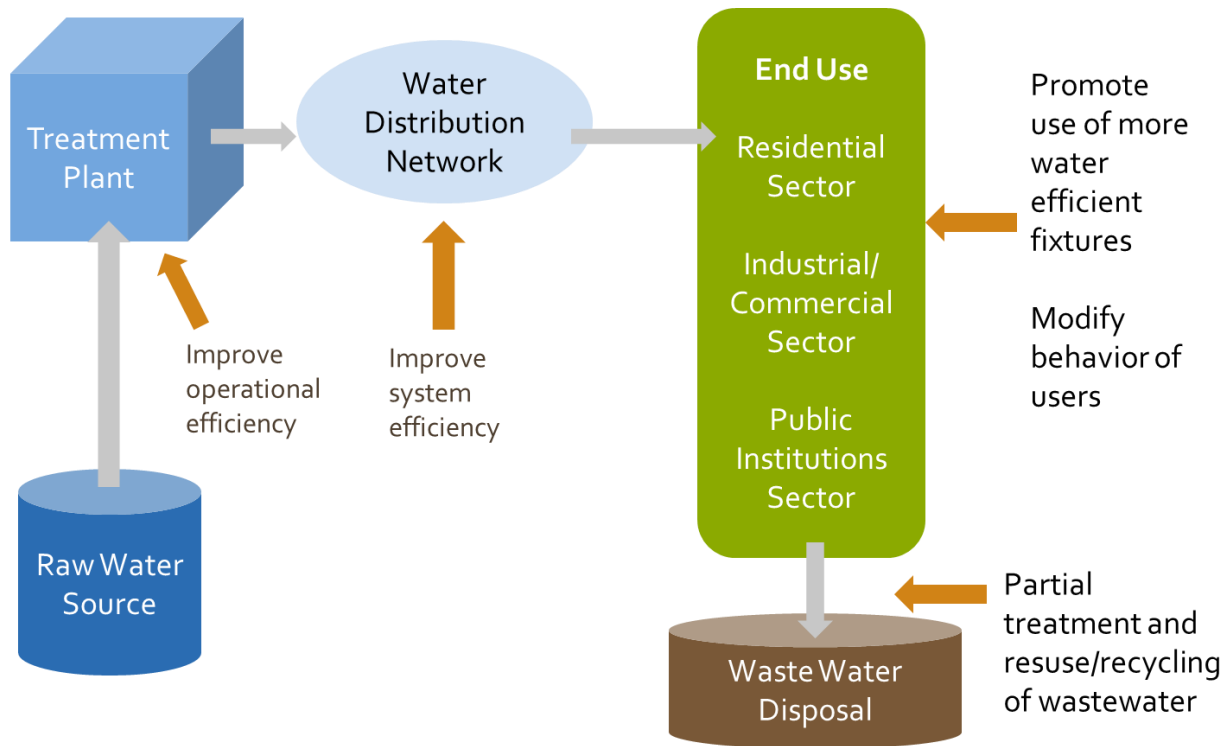 Treatment
Plant
Water
Distribution
Network
End Use
Residential
Sector
Industrial/
Commercial
Sector
Public
Institutions
Sector
Promote
use of more
water
efficient
fixtures
Modify
behavior of
users
Improve
operational
efficiency
Improve
system
efficiency
Raw Water
Source
Waste Water
Disposal
Partial
treatment and
resuse/recycling
of wastewater